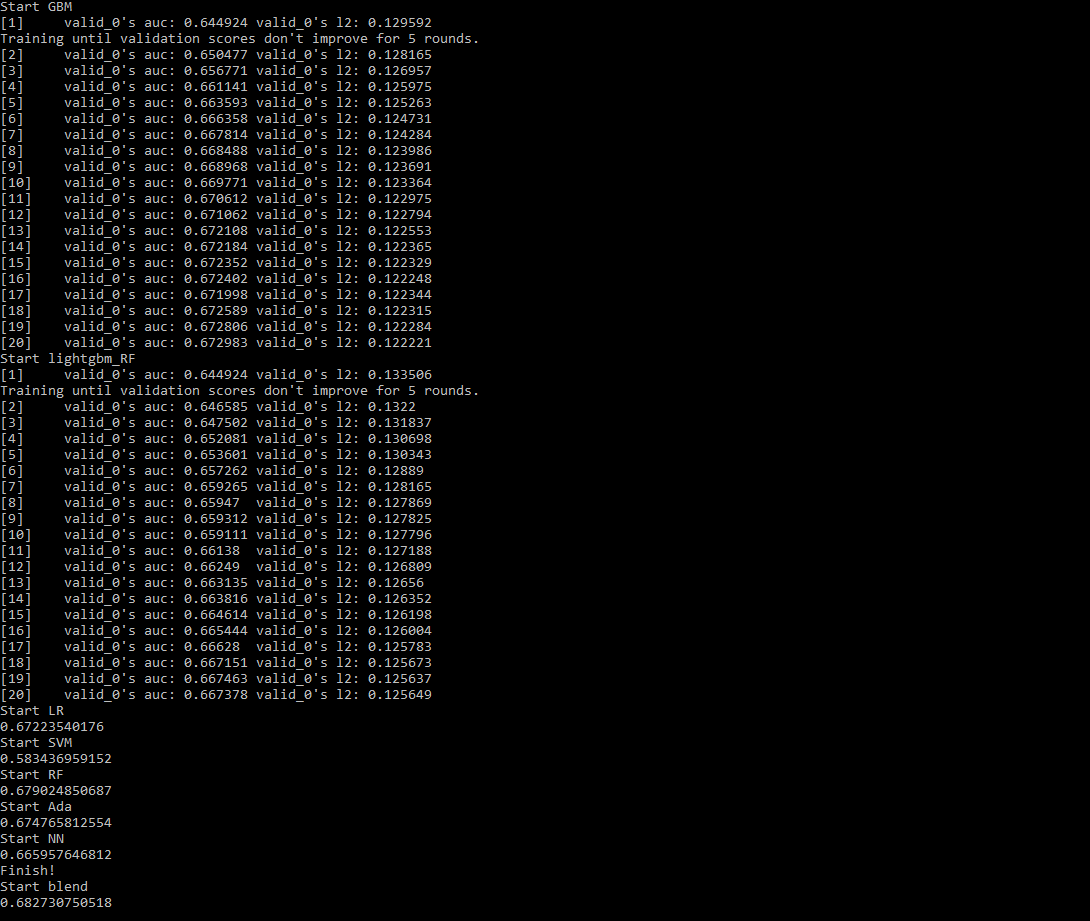 Start GBM
[1]	valid_0's auc: 0.644924	valid_0's l2: 0.129592
Training until validation scores don't improve for 5 rounds.
[2]	valid_0's auc: 0.650477	valid_0's l2: 0.128165
[3]	valid_0's auc: 0.656771	valid_0's l2: 0.126957
[4]	valid_0's auc: 0.661141	valid_0's l2: 0.125975
[5]	valid_0's auc: 0.663593	valid_0's l2: 0.125263
[6]	valid_0's auc: 0.666358	valid_0's l2: 0.124731
[7]	valid_0's auc: 0.667814	valid_0's l2: 0.124284
[8]	valid_0's auc: 0.668488	valid_0's l2: 0.123986
[9]	valid_0's auc: 0.668968	valid_0's l2: 0.123691
[10]	valid_0's auc: 0.669771	valid_0's l2: 0.123364
[11]	valid_0's auc: 0.670612	valid_0's l2: 0.122975
[12]	valid_0's auc: 0.671062	valid_0's l2: 0.122794
[13]	valid_0's auc: 0.672108	valid_0's l2: 0.122553
[14]	valid_0's auc: 0.672184	valid_0's l2: 0.122365
[15]	valid_0's auc: 0.672352	valid_0's l2: 0.122329
[16]	valid_0's auc: 0.672402	valid_0's l2: 0.122248
[17]	valid_0's auc: 0.671998	valid_0's l2: 0.122344
[18]	valid_0's auc: 0.672589	valid_0's l2: 0.122315
[19]	valid_0's auc: 0.672806	valid_0's l2: 0.122284
[20]	valid_0's auc: 0.672983	valid_0's l2: 0.122221
Start lightgbm_RF
[1]	valid_0's auc: 0.644924	valid_0's l2: 0.133506
Training until validation scores don't improve for 5 rounds.
[2]	valid_0's auc: 0.646585	valid_0's l2: 0.1322
[3]	valid_0's auc: 0.647502	valid_0's l2: 0.131837
[4]	valid_0's auc: 0.652081	valid_0's l2: 0.130698
[5]	valid_0's auc: 0.653601	valid_0's l2: 0.130343
[6]	valid_0's auc: 0.657262	valid_0's l2: 0.12889
[7]	valid_0's auc: 0.659265	valid_0's l2: 0.128165
[8]	valid_0's auc: 0.65947	valid_0's l2: 0.127869
[9]	valid_0's auc: 0.659312	valid_0's l2: 0.127825
[10]	valid_0's auc: 0.659111	valid_0's l2: 0.127796
[11]	valid_0's auc: 0.66138	valid_0's l2: 0.127188
[12]	valid_0's auc: 0.66249	valid_0's l2: 0.126809
[13]	valid_0's auc: 0.663135	valid_0's l2: 0.12656
[14]	valid_0's auc: 0.663816	valid_0's l2: 0.126352
[15]	valid_0's auc: 0.664614	valid_0's l2: 0.126198
[16]	valid_0's auc: 0.665444	valid_0's l2: 0.126004
[17]	valid_0's auc: 0.66628	valid_0's l2: 0.125783
[18]	valid_0's auc: 0.667151	valid_0's l2: 0.125673
[19]	valid_0's auc: 0.667463	valid_0's l2: 0.125637
[20]	valid_0's auc: 0.667378	valid_0's l2: 0.125649
Start LR
0.67223540176
Start SVM
0.583436959152
Start RF
0.679024850687
Start Ada
0.674765812554
Start NN
0.665957646812
Finish!
Start blend
0.682730750518